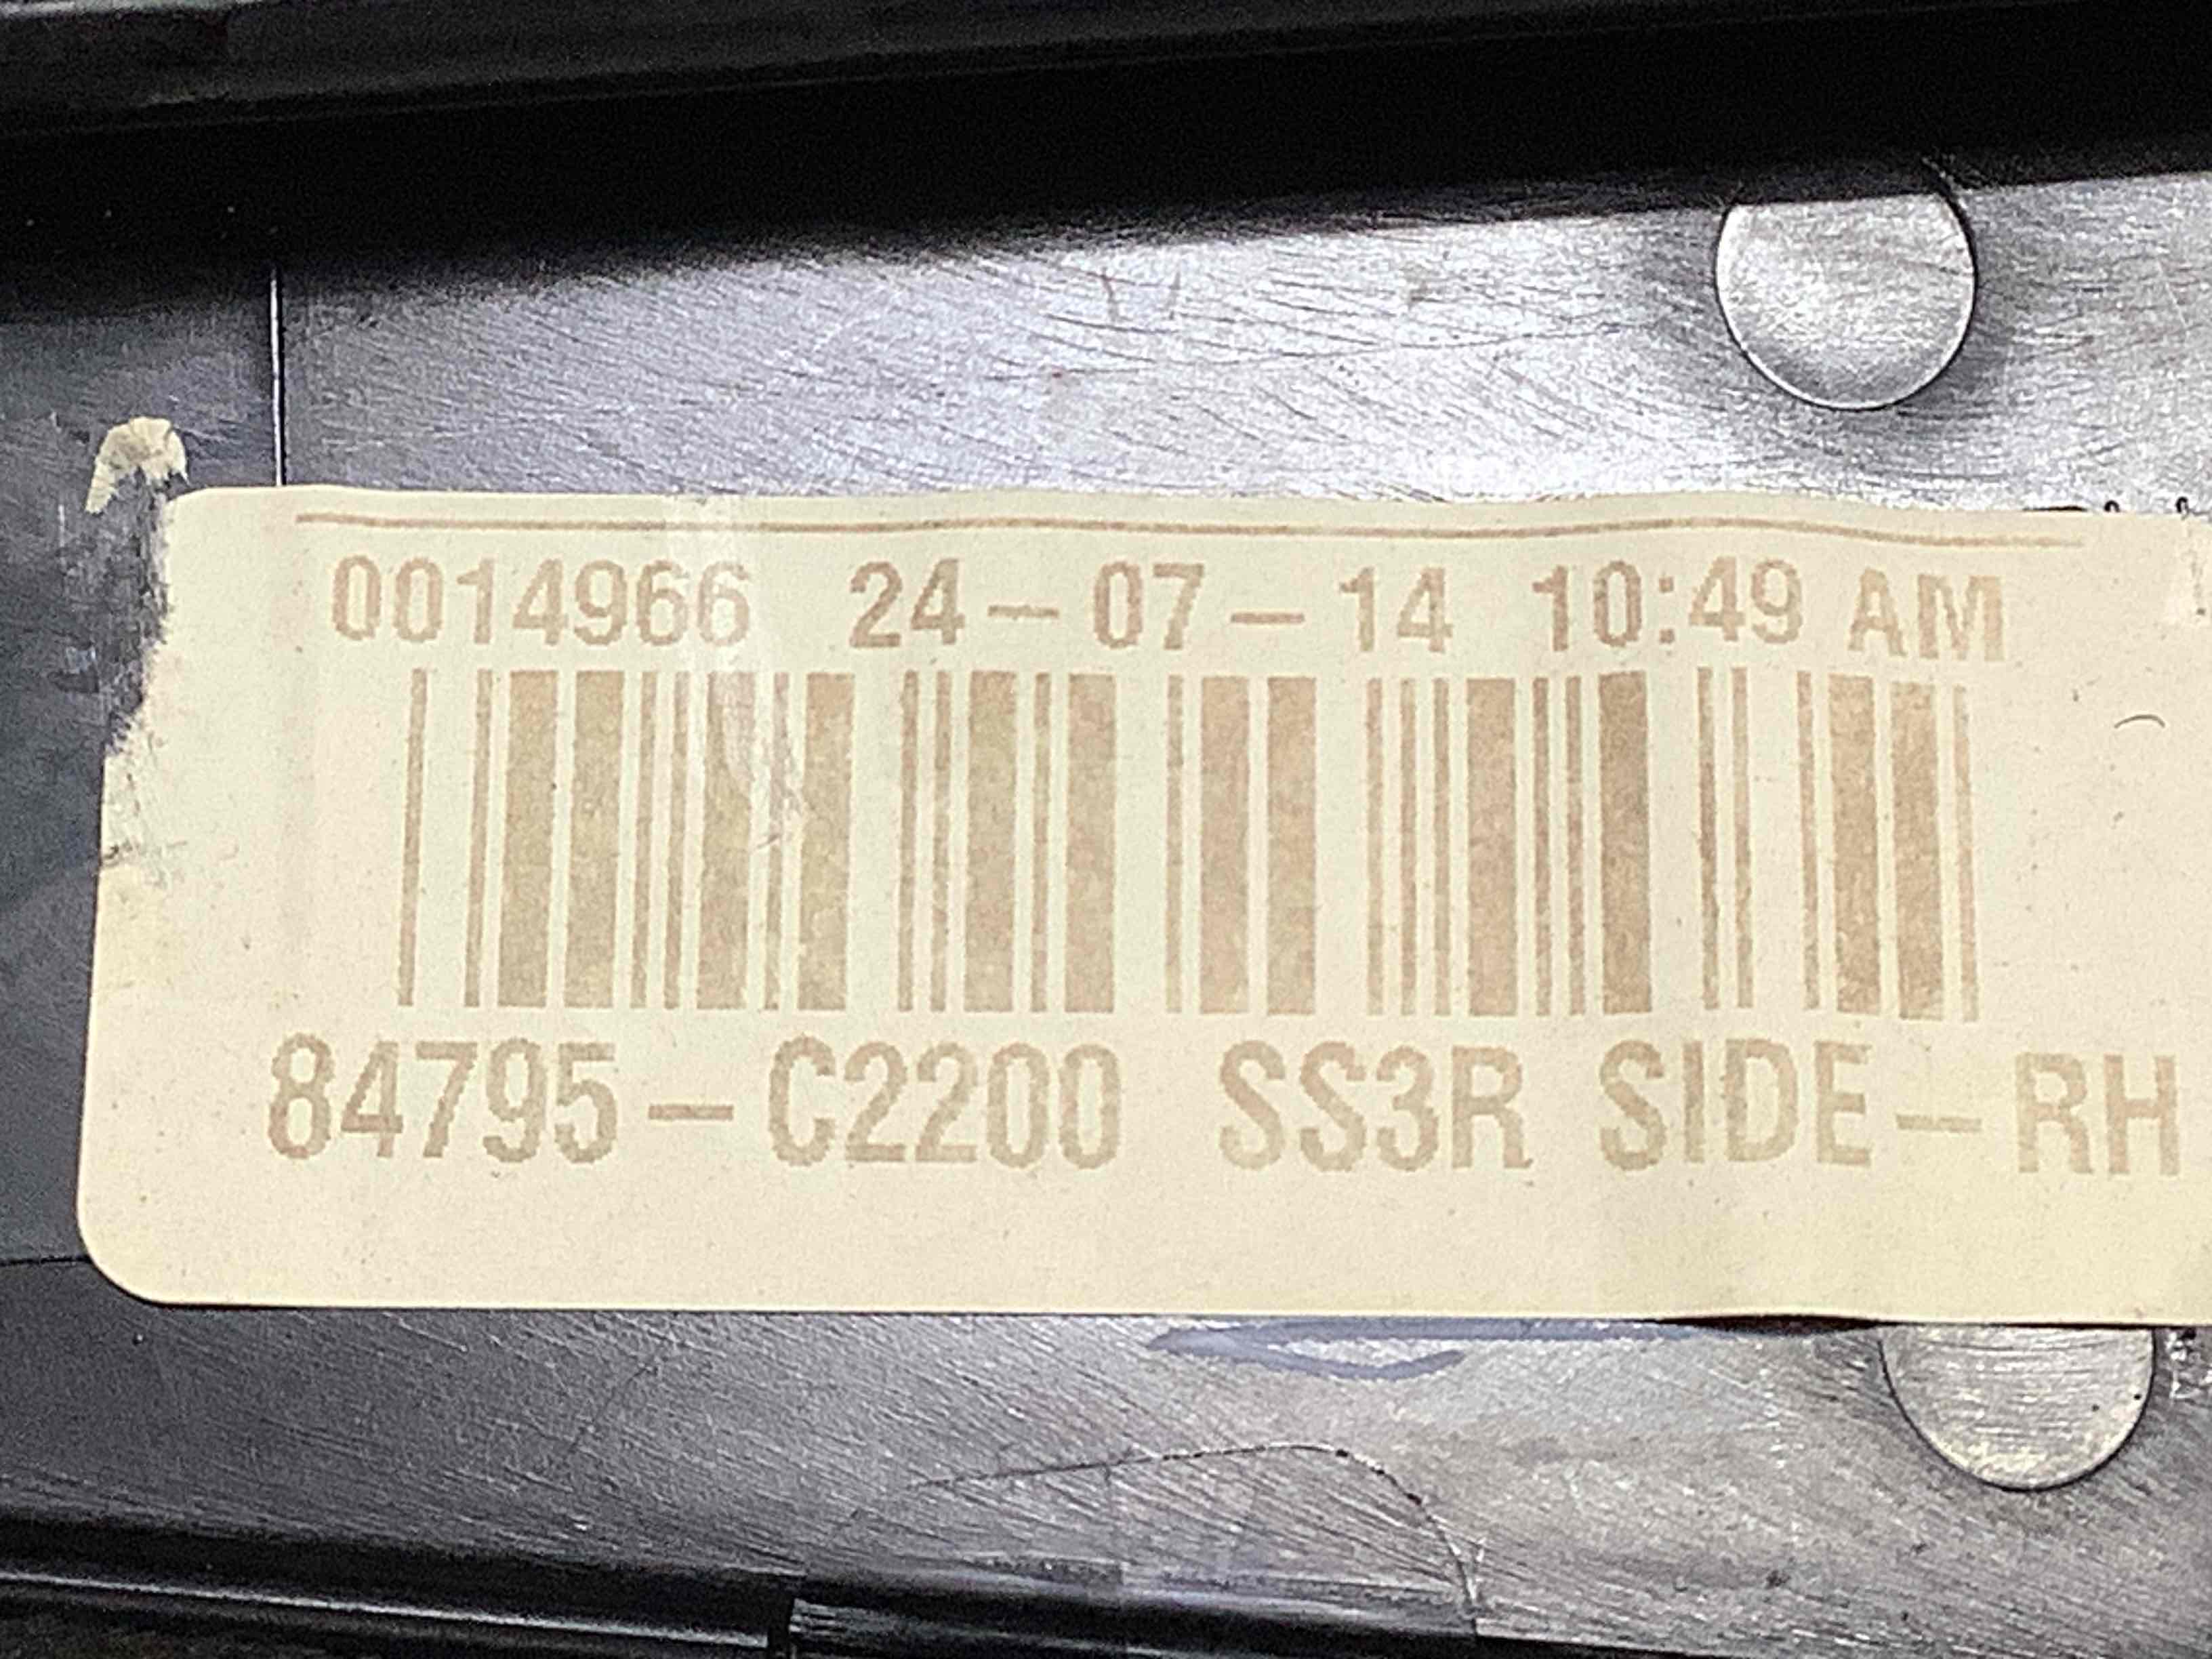 0014966 24-07-14 10:49 AM
84795-C2200 SS3R SIDE-RH